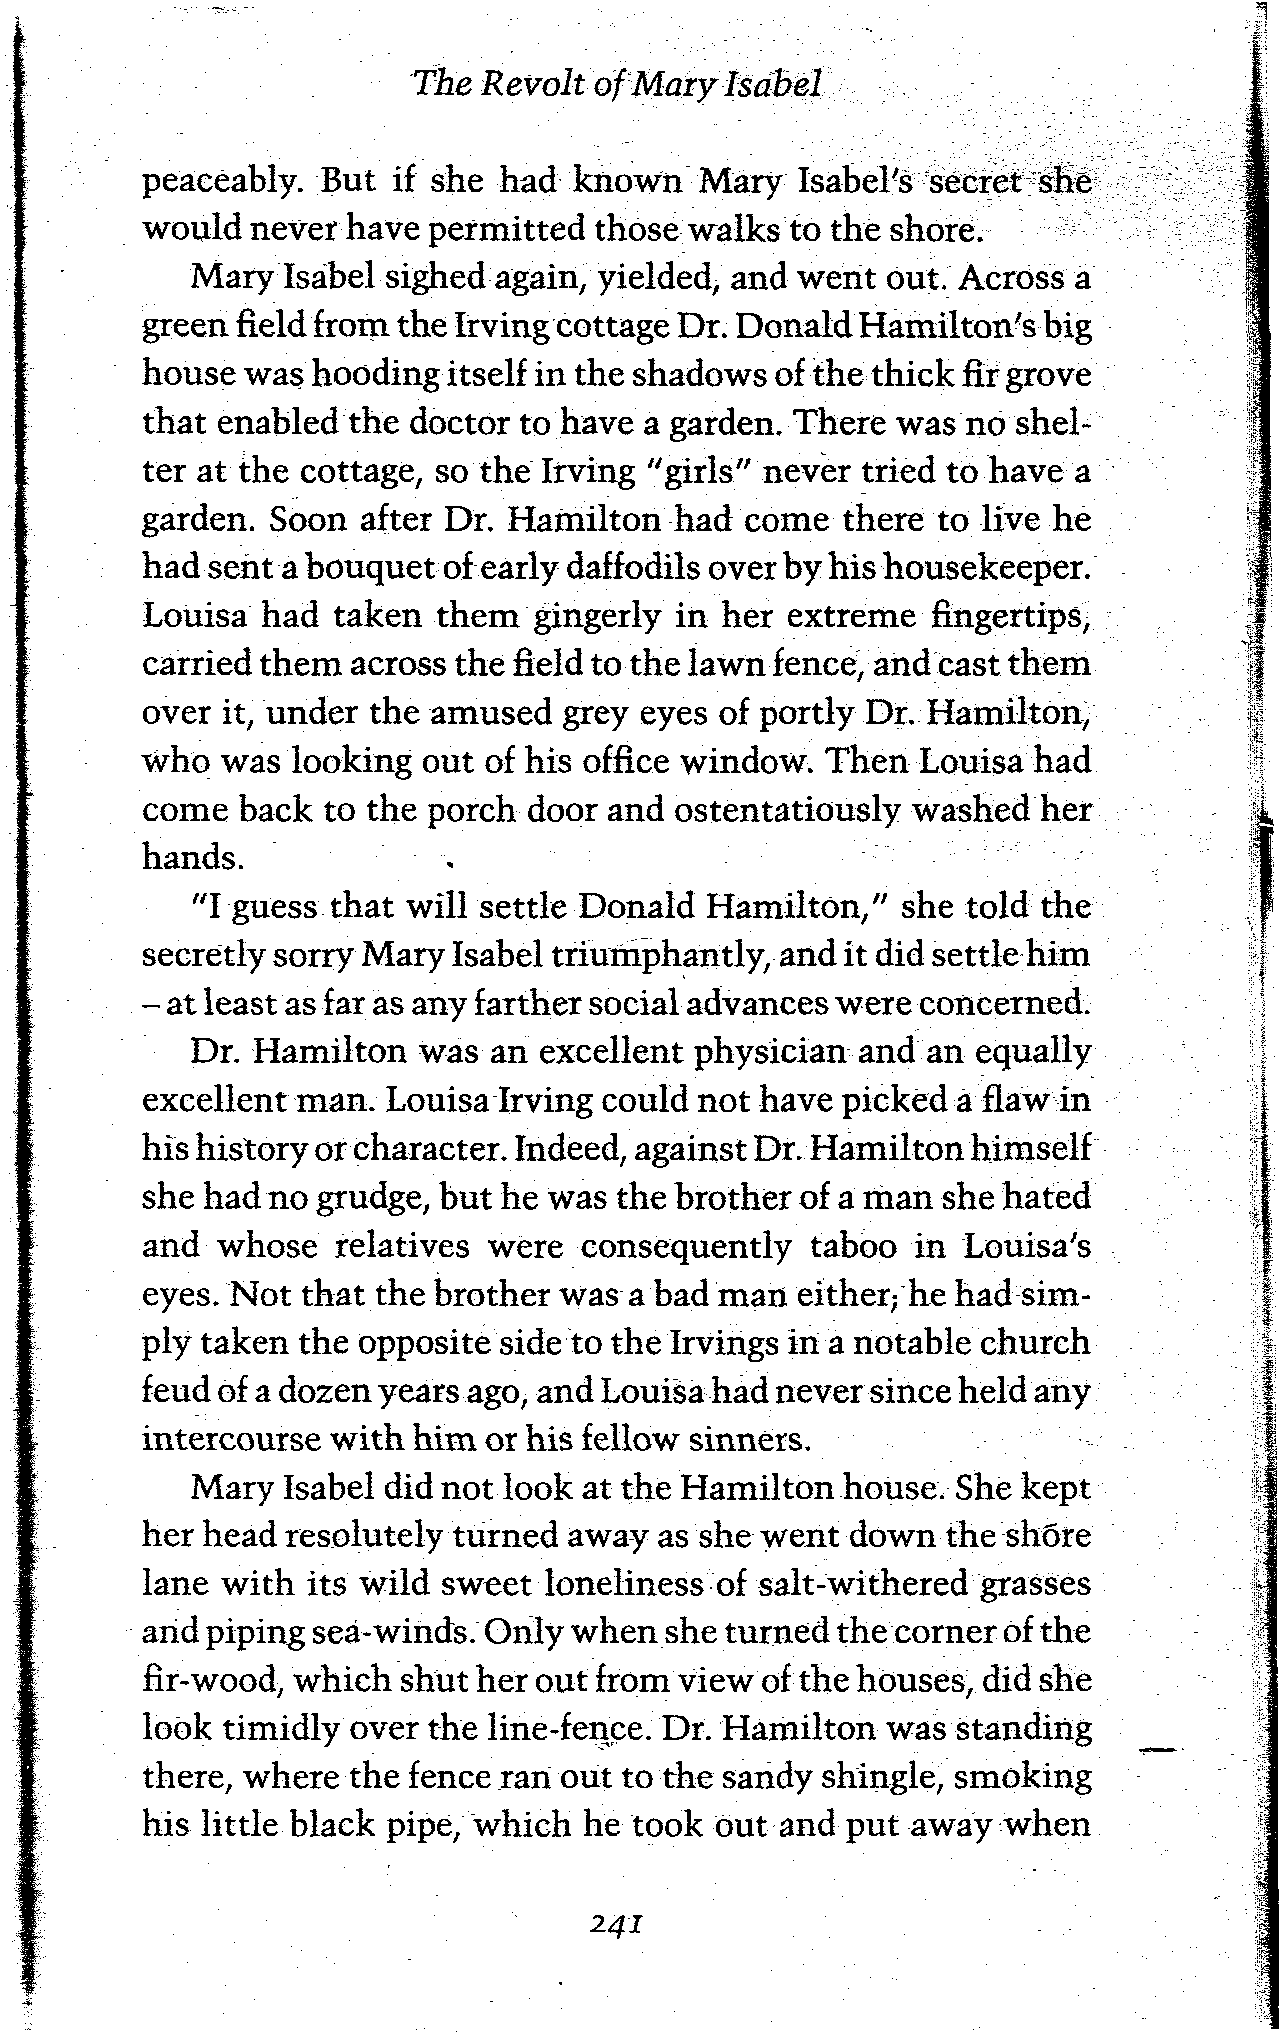 The Revolt of Mary Isabel
peaceably. But if she had known Mary Isabel's secret she
would never have permitted those walks to the shore.
Mary Isabel sighed again, yielded, and went out. Across a
green field from the Irving cottage Dr. Donald Hamilton's big
house was hooding itself in the shadows of the thick fir grove
that enabled the doctor to have a garden. There was no shel-
ter at the cottage, so the Irving "girls" never tried to have a
garden. Soon after Dr. Hamilton had come there to live he
had sent a bouquet of early daffodils over by his housekeeper.
Louisa had taken them gingerly in her extreme fingertips,
carried them across the field to the lawn fence, and cast them
over it, under the amused grey eyes of portly Dr. Hamilton,
who was looking out of his office window. Then Louisa had
come back to the porch door and ostentatiously washed her
hands.
"I guess that will settle Donald Hamilton," she told the
secretly sorry Mary Isabel triumphantly, and it did settle him
– at least as far as any farther social advances were concerned.
Dr. Hamilton was an excellent physician and an equally
excellent man. Louisa Irving could not have picked a flaw in
his history or character. Indeed, against Dr. Hamilton himself
she had no grudge, but he was the brother of a man she hated
and whose relatives were consequently taboo in Louisa's
eyes. Not that the brother was a bad man either; he had sim-
ply taken the opposite side to the Irvings in a notable church
feud of a dozen years ago, and Louisa had never since held any
intercourse with him or his fellow sinners.
Mary Isabel did not look at the Hamilton house. She kept
her head resolutely turned away as she went down the shore
lane with its wild sweet loneliness of salt-withered grasses
and piping sea-winds. Only when she turned the corner of the
fir-wood, which shut her out from view of the houses, did she
look timidly over the line-fence. Dr. Hamilton was standing
there, where the fence ran out to the sandy shingle, smoking
his little black pipe, which he took out and put away when
241